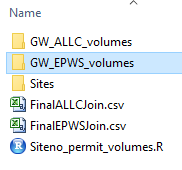 Name
GW_ALLC_volumes
GW_EPWS_volumes
Sites
FinalALLCJoin.csv
FinalEPWSJoin.csv
Siteno_permit_volumes.R